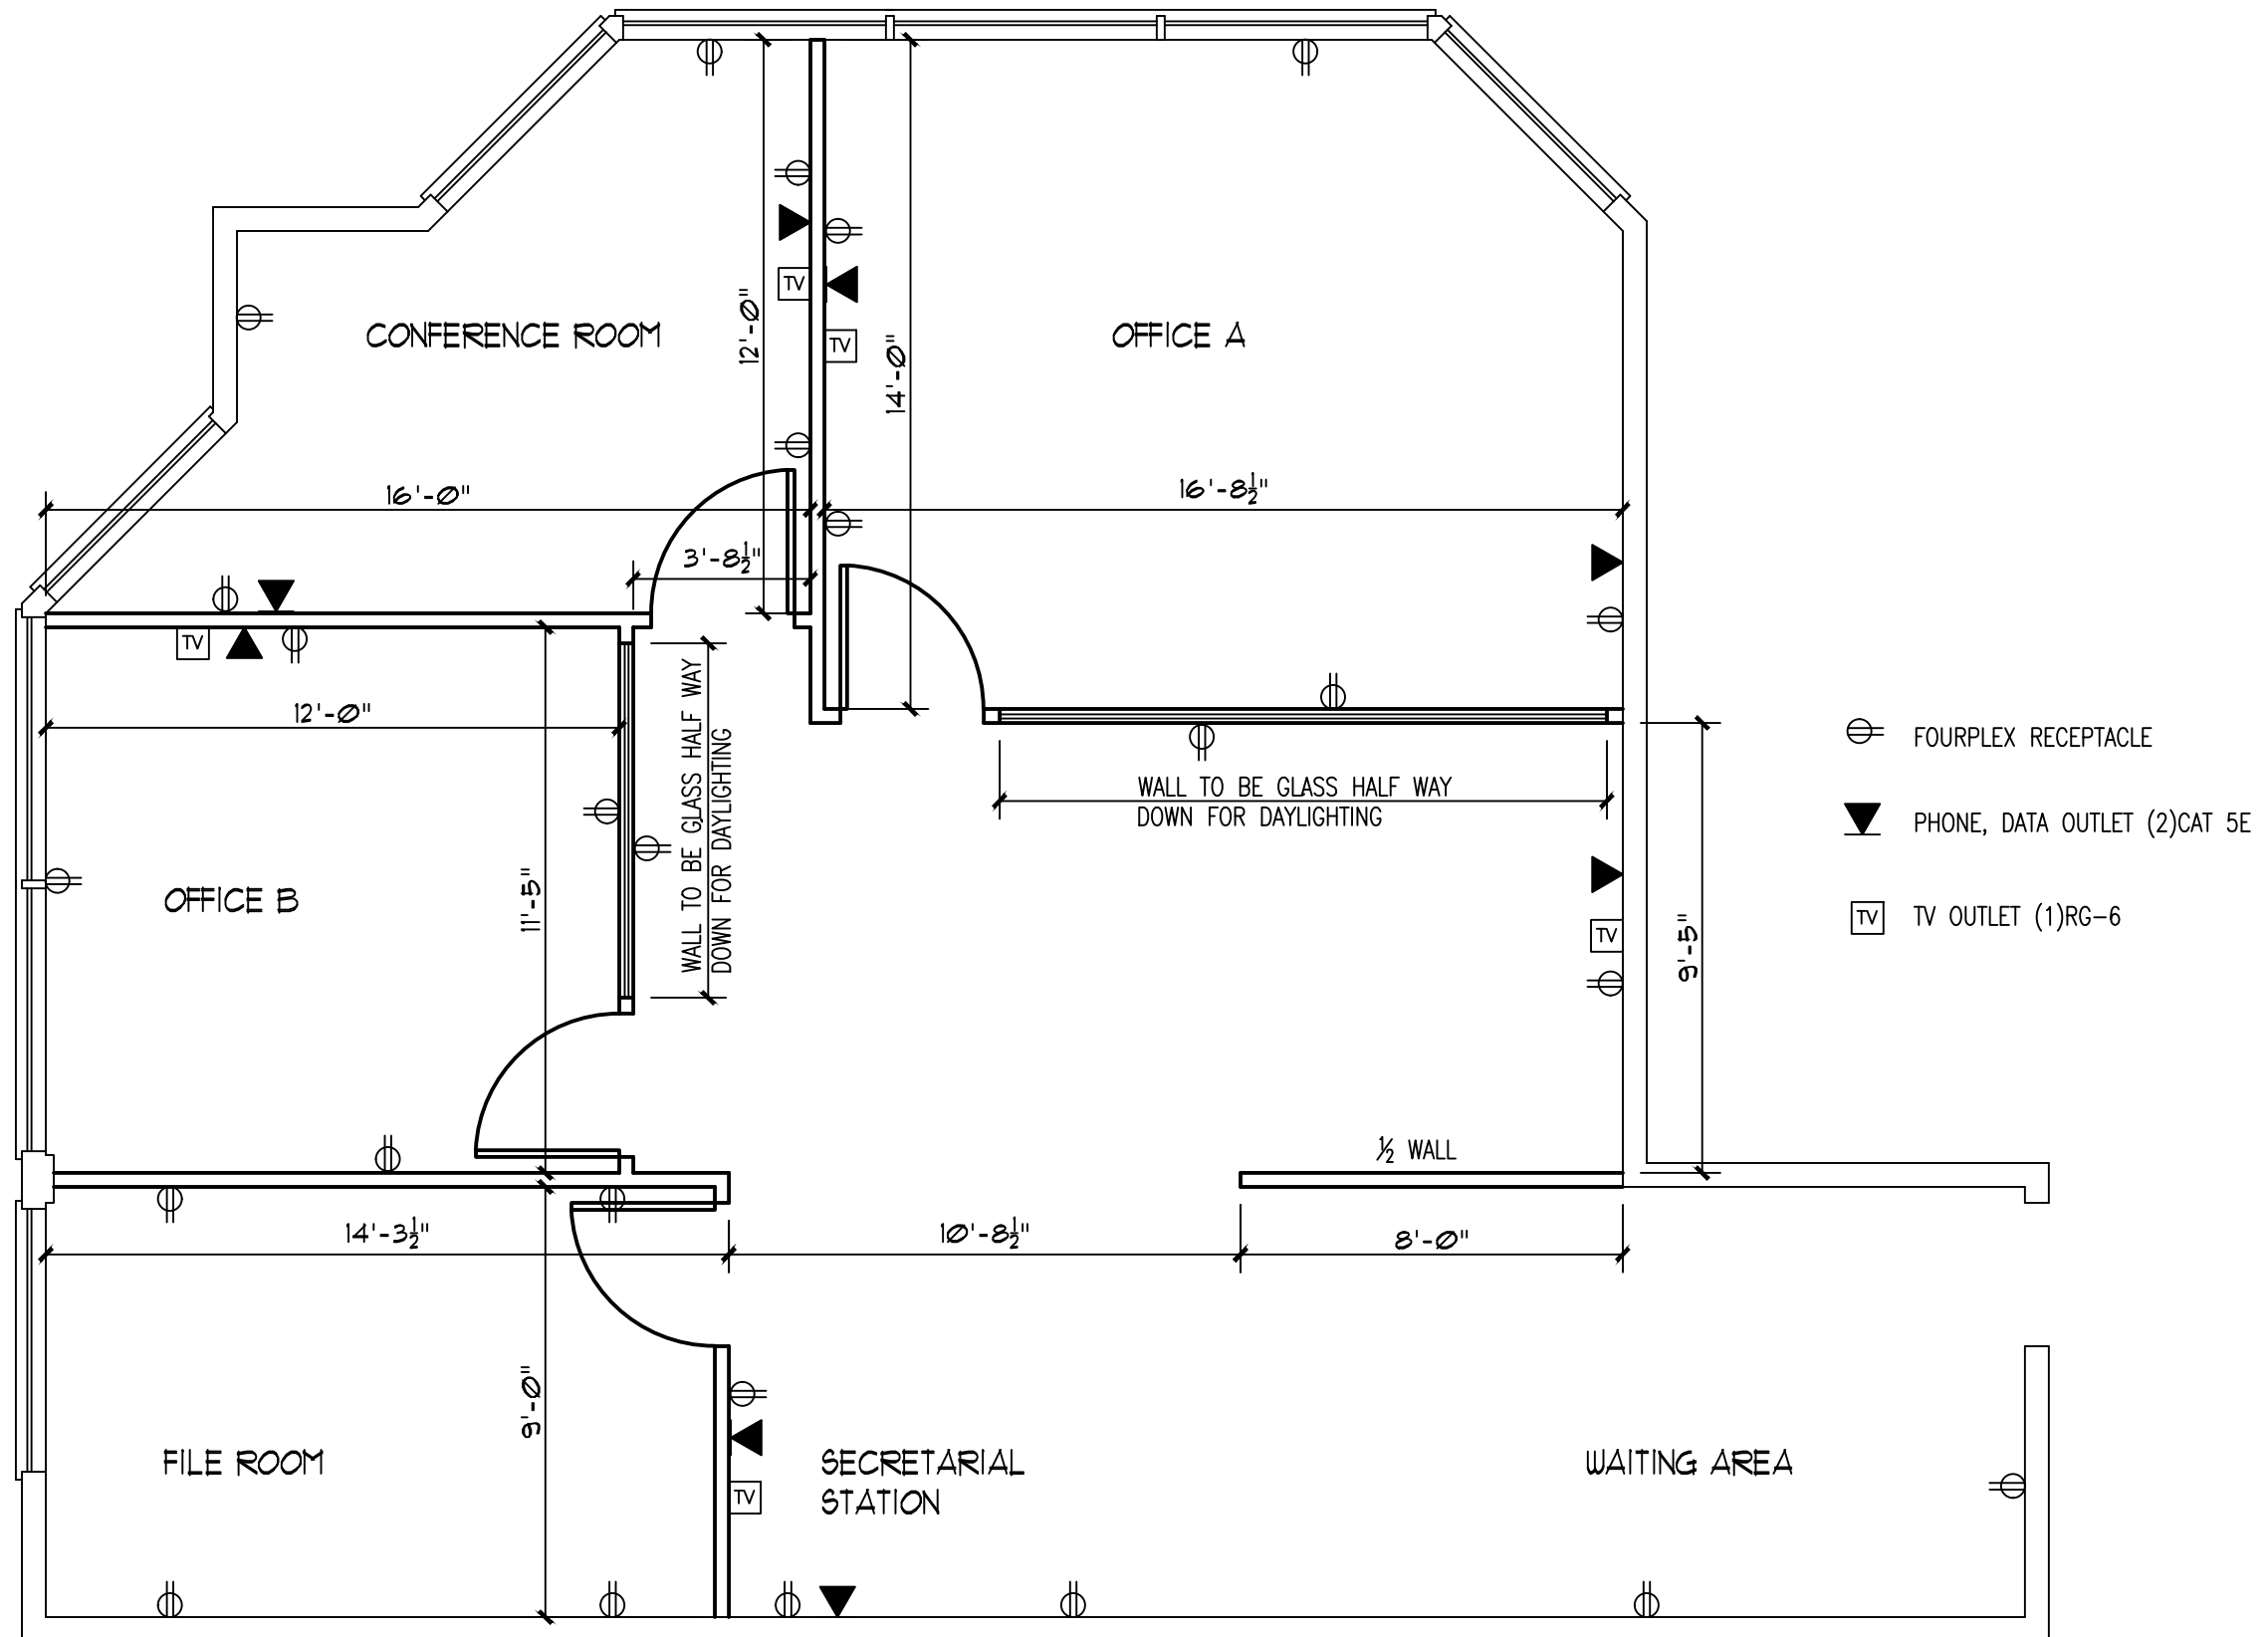 CONFERENCE ROOM
12'-0"
TV
TV
14'-0"
OFFICE A
16'-0"
16'-8½"
3'-8½"
TV
12'-0"
WALL TO BE GLASS HALF WAY
DOWN FOR DAYLIGHTING
WALL TO BE GLASS HALF WAY
DOWN FOR DAYLIGHTING
FOURPLEX RECEPTACLE
PHONE, DATA OUTLET (2)CAT 5E
TV
TV OUTLET (1)RG-6
OFFICE B
11'-5"
TV
9'-5"
½ WALL
14'-3½"
10'-8½"
8'-0"
9'-0"
FILE ROOM
SECRETARIAL
STATION
TV
WAITING AREA